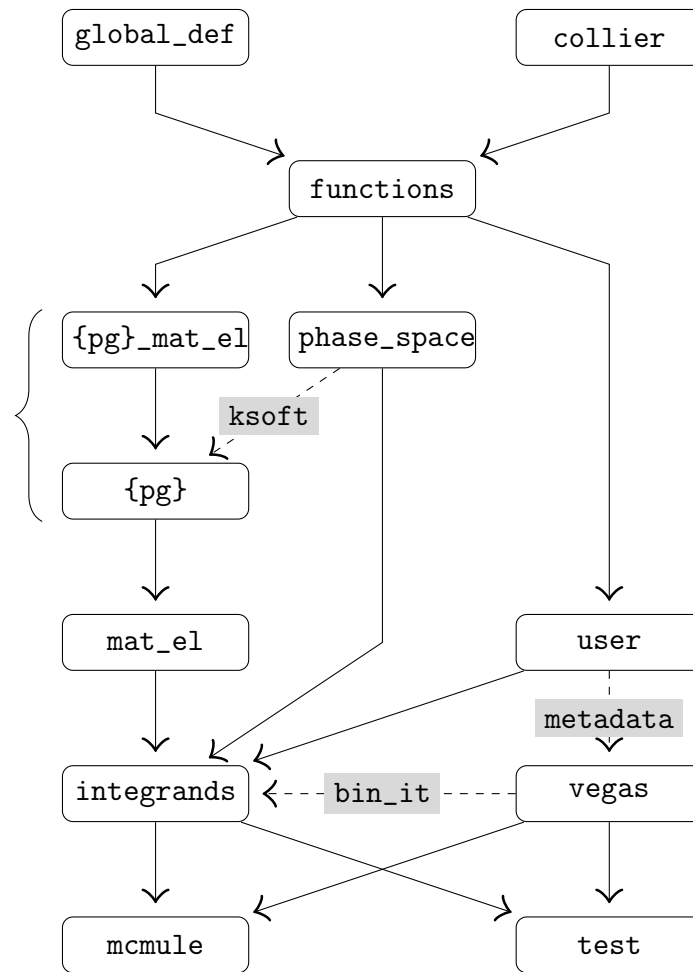 global_def
collier
functions
{pg}_mat_el
phase_space
ksoft
{pg}
mat_el
user
metadata
integrands
bin_it
vegas
mcmule
test